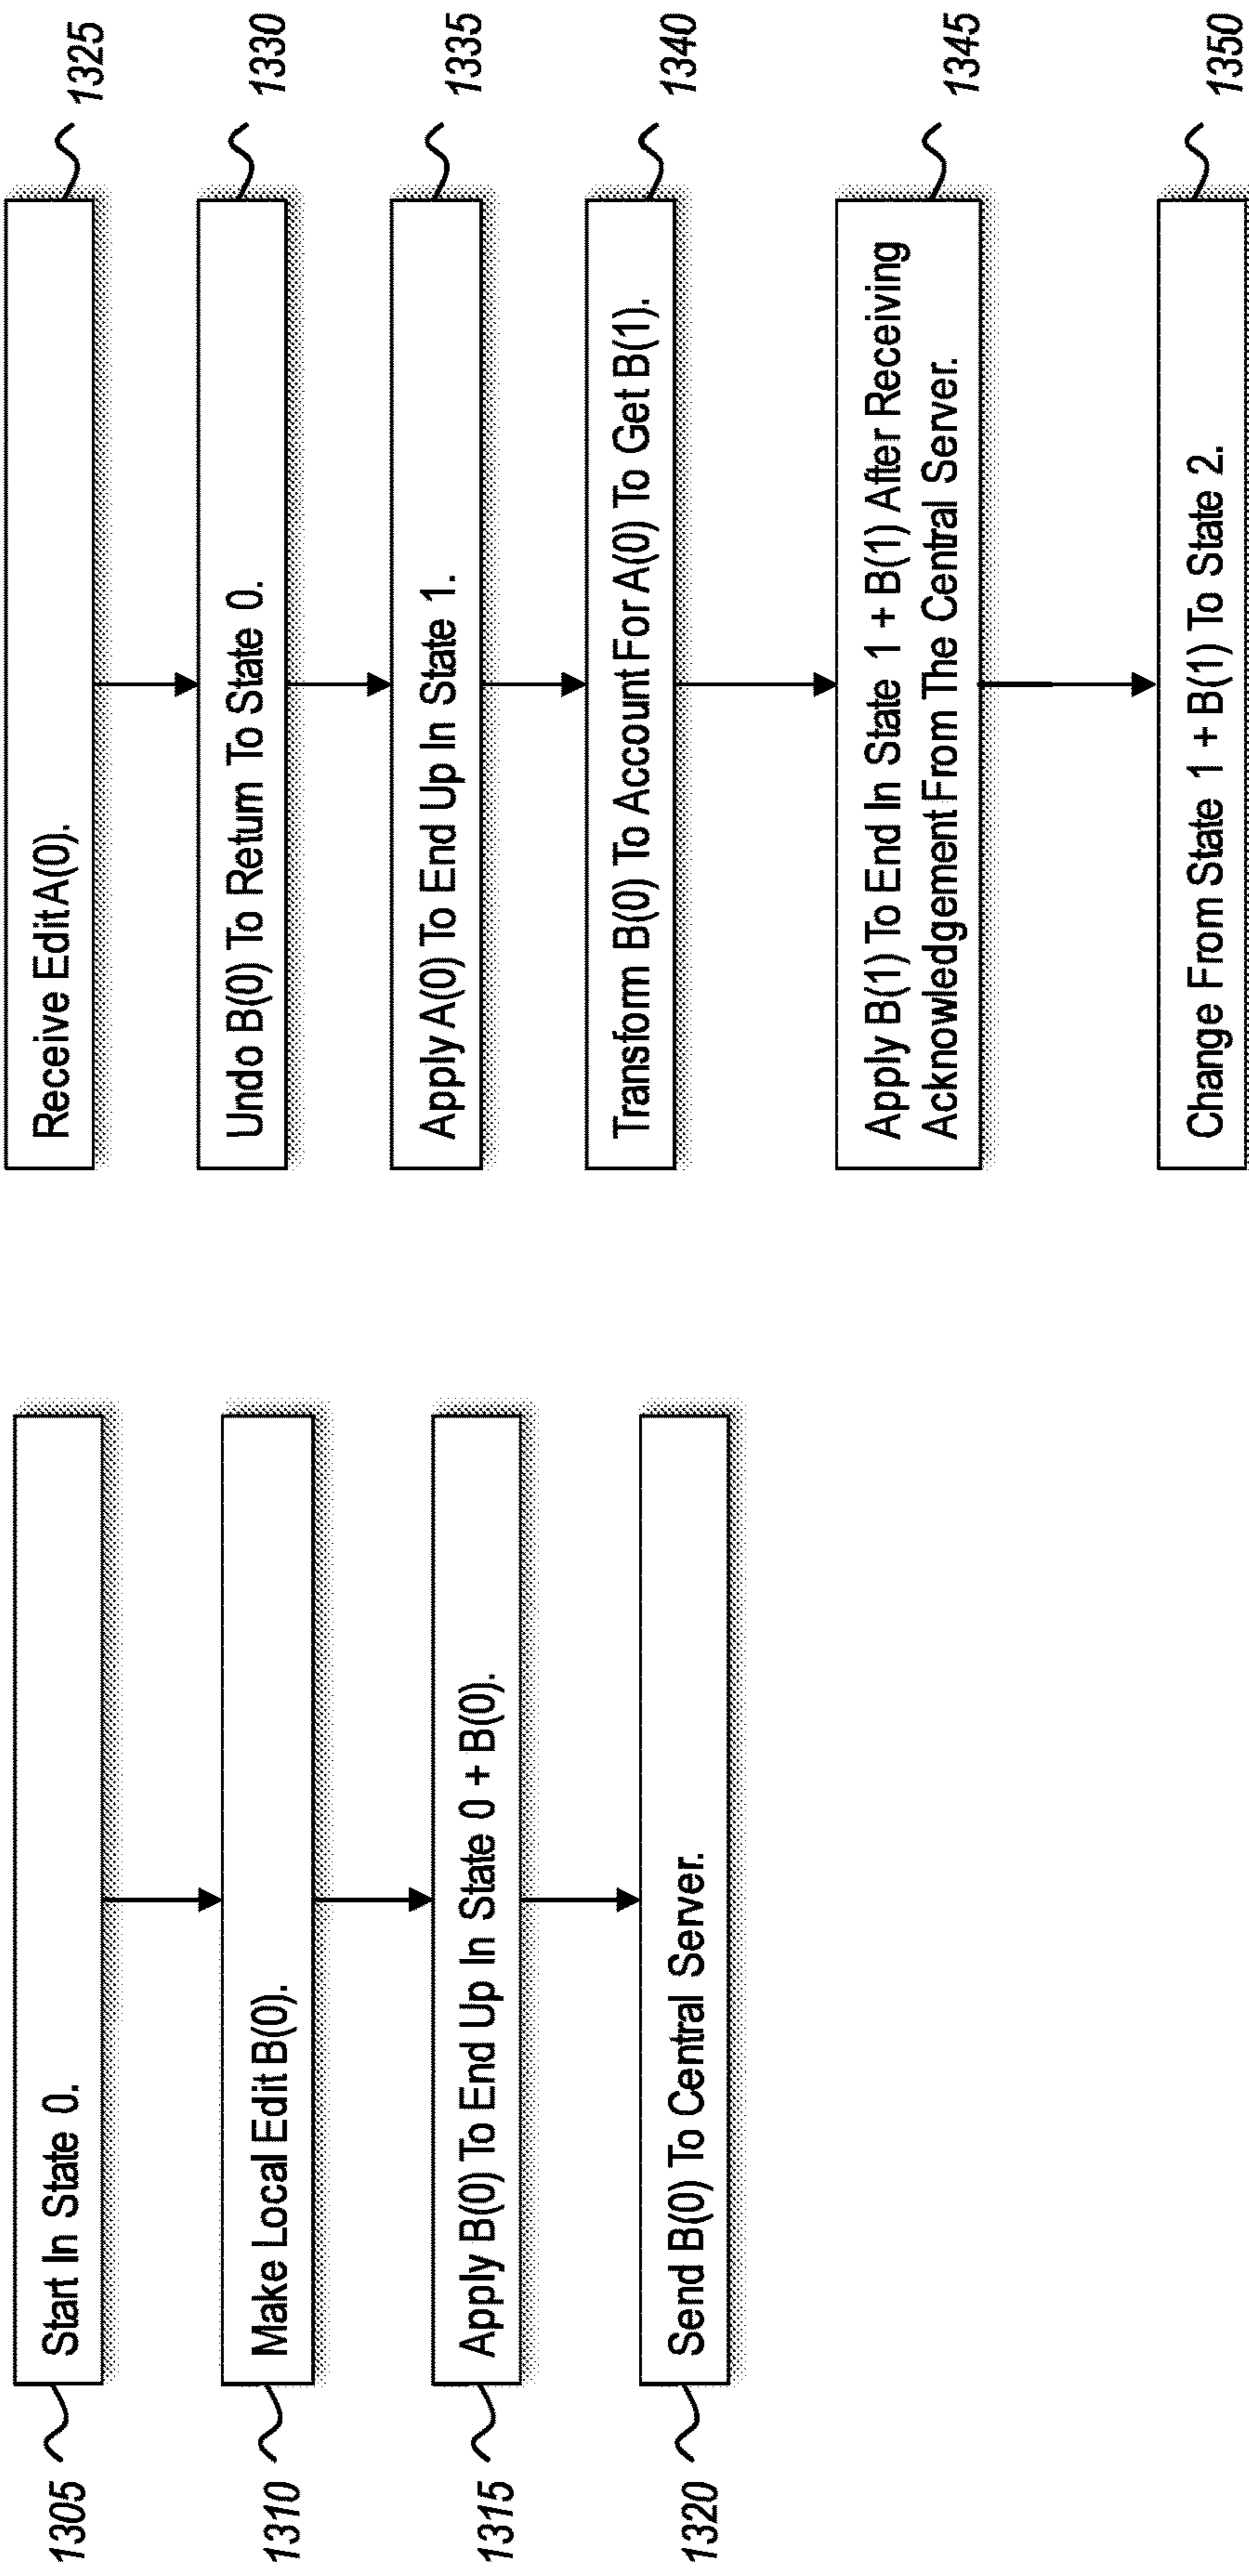 Start In State 0.
1305
Make Local Edit B(0).
1310
Apply B(0) To End Up In State 0 + B(0).
1315
Send B(0) To Central Server.
1320
Receive Edit A(0).
1325
Undo B(0) To Return To State 0.
1330
Apply A(0) To End Up In State 1.
1335
Transform B(0) To Account For A(0) To Get B(1).
1340
Apply B(1) To End In State 1 + B(1) After Receiving
Acknowledgement From The Central Server.
1345
Change From State 1 + B(1) To State 2.
1350